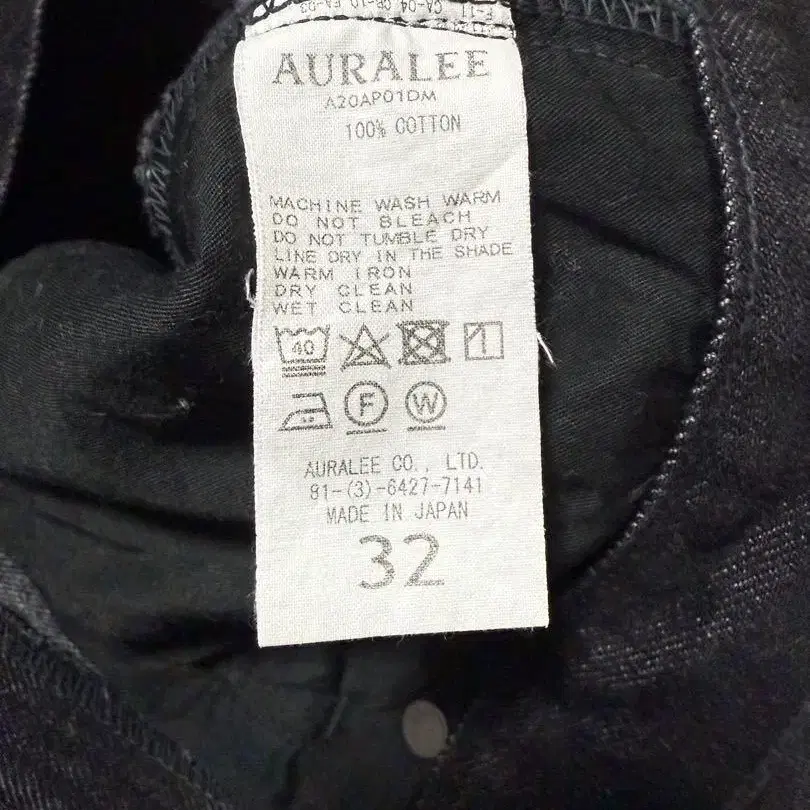 AURALEE
A20AP01DM
100% COTTON
MACHINE WASH WARM
DO NOT BLEACH
DO NOT TUMBLE DRY
LINE DRY IN THE SHADE
WARM IRON
DRY CLEAN
WET CLEAN
40
F W
AURALEE CO., LTD.
81-(3)-6427-7141
MADE IN JAPAN
32